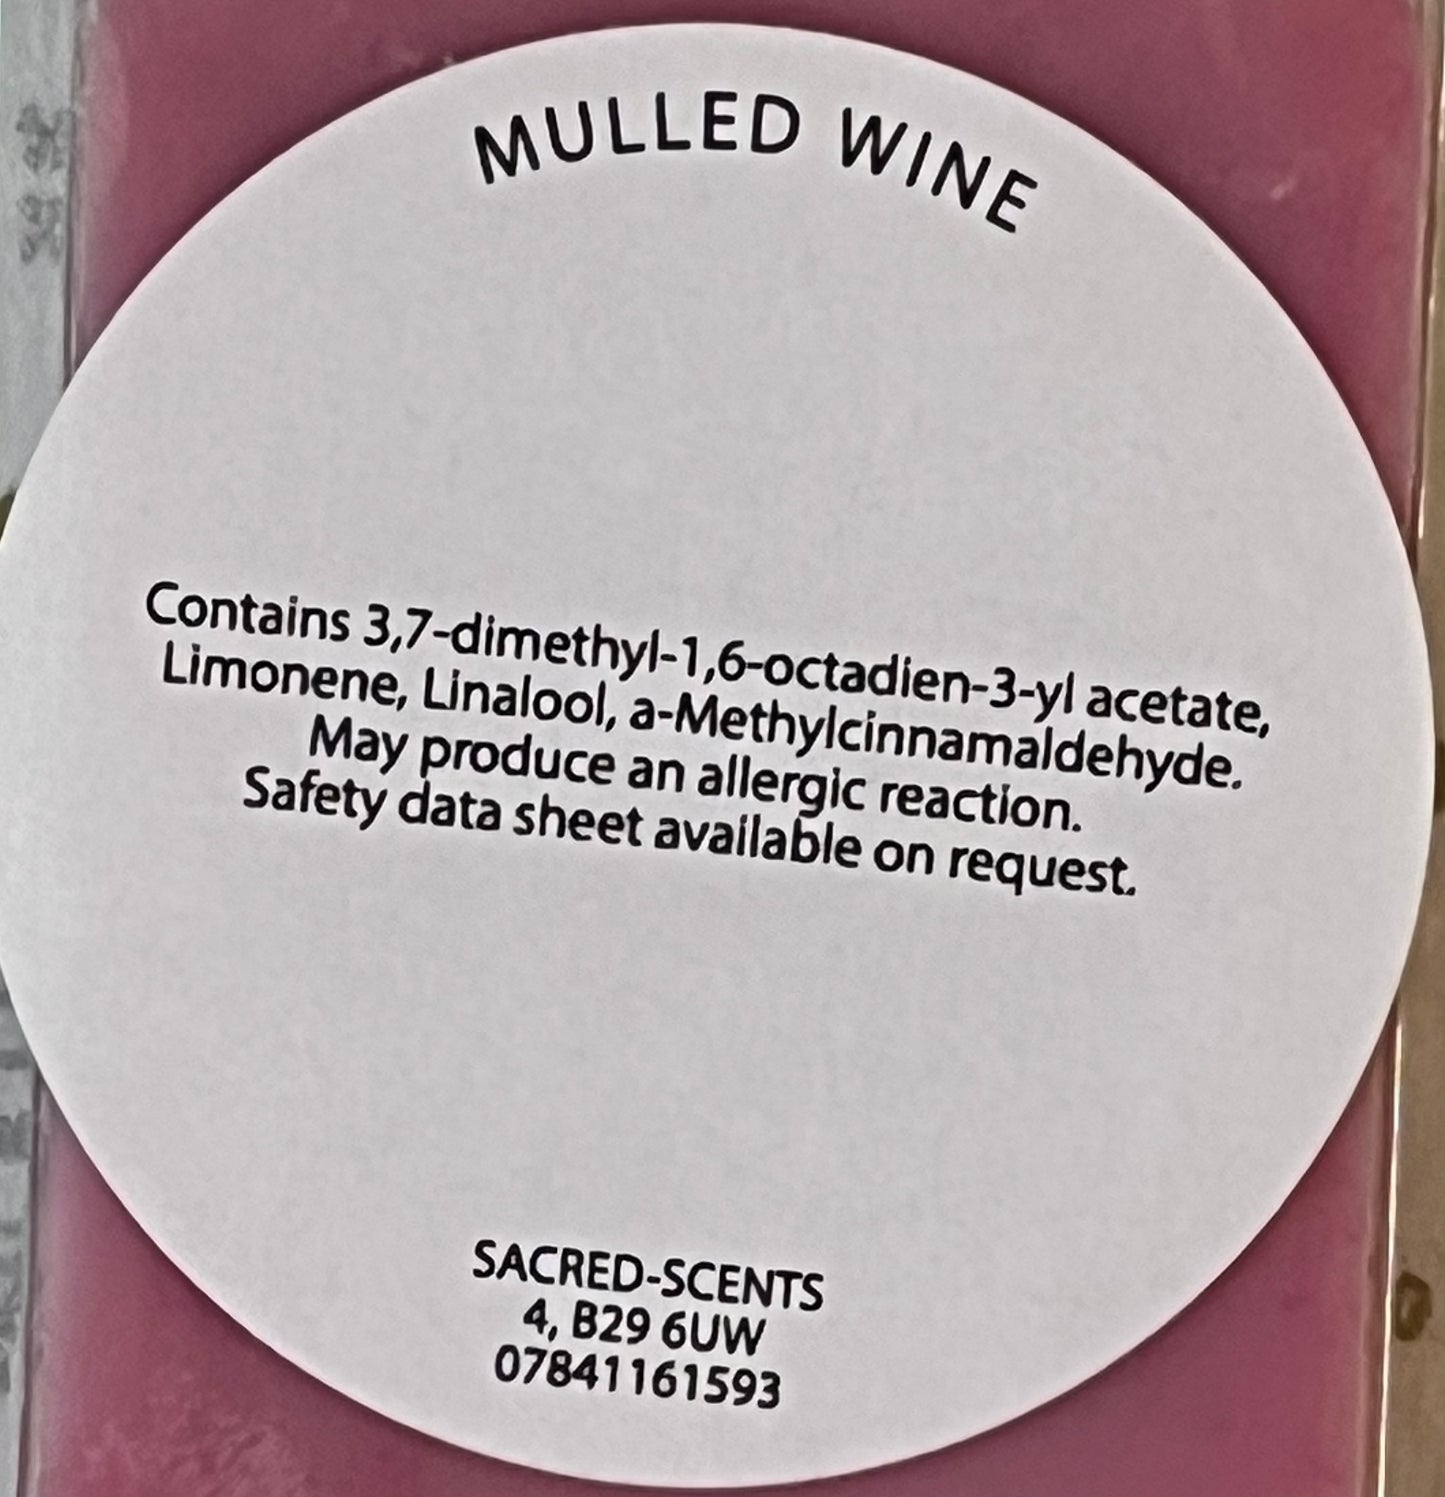 MULLED WINE
Contains 3,7-dimethyl-1,6-octadien-3-yl acetate,
Limonene, Linalool, a-Methylcinnamaldehyde.
May produce an allergic reaction.
Safety data sheet available on request.
SACRED-SCENTS
4, B29 6UW
07841161593